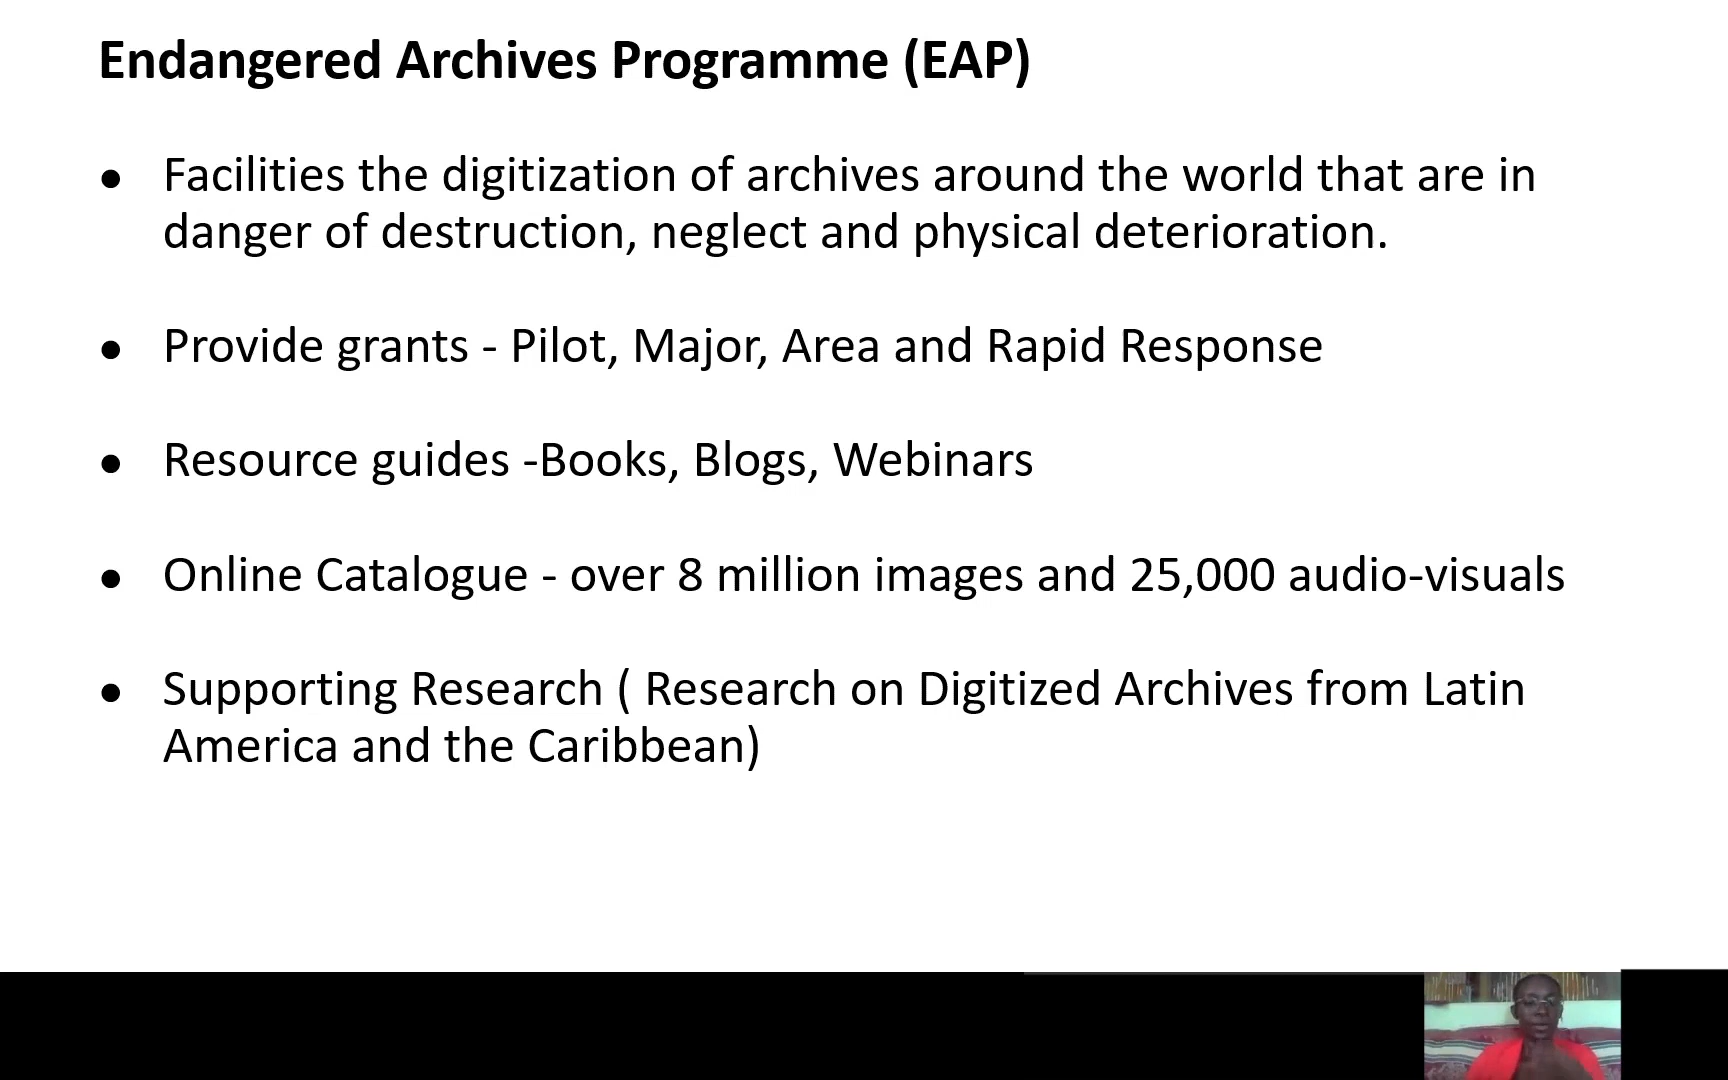 Endangered Archives Programme (EAP)
● Facilities the digitization of archives around the world that are in
danger of destruction, neglect and physical deterioration.
● Provide grants - Pilot, Major, Area and Rapid Response
● Resource guides -Books, Blogs, Webinars
● Online Catalogue - over 8 million images and 25,000 audio-visuals
● Supporting Research ( Research on Digitized Archives from Latin
America and the Caribbean)